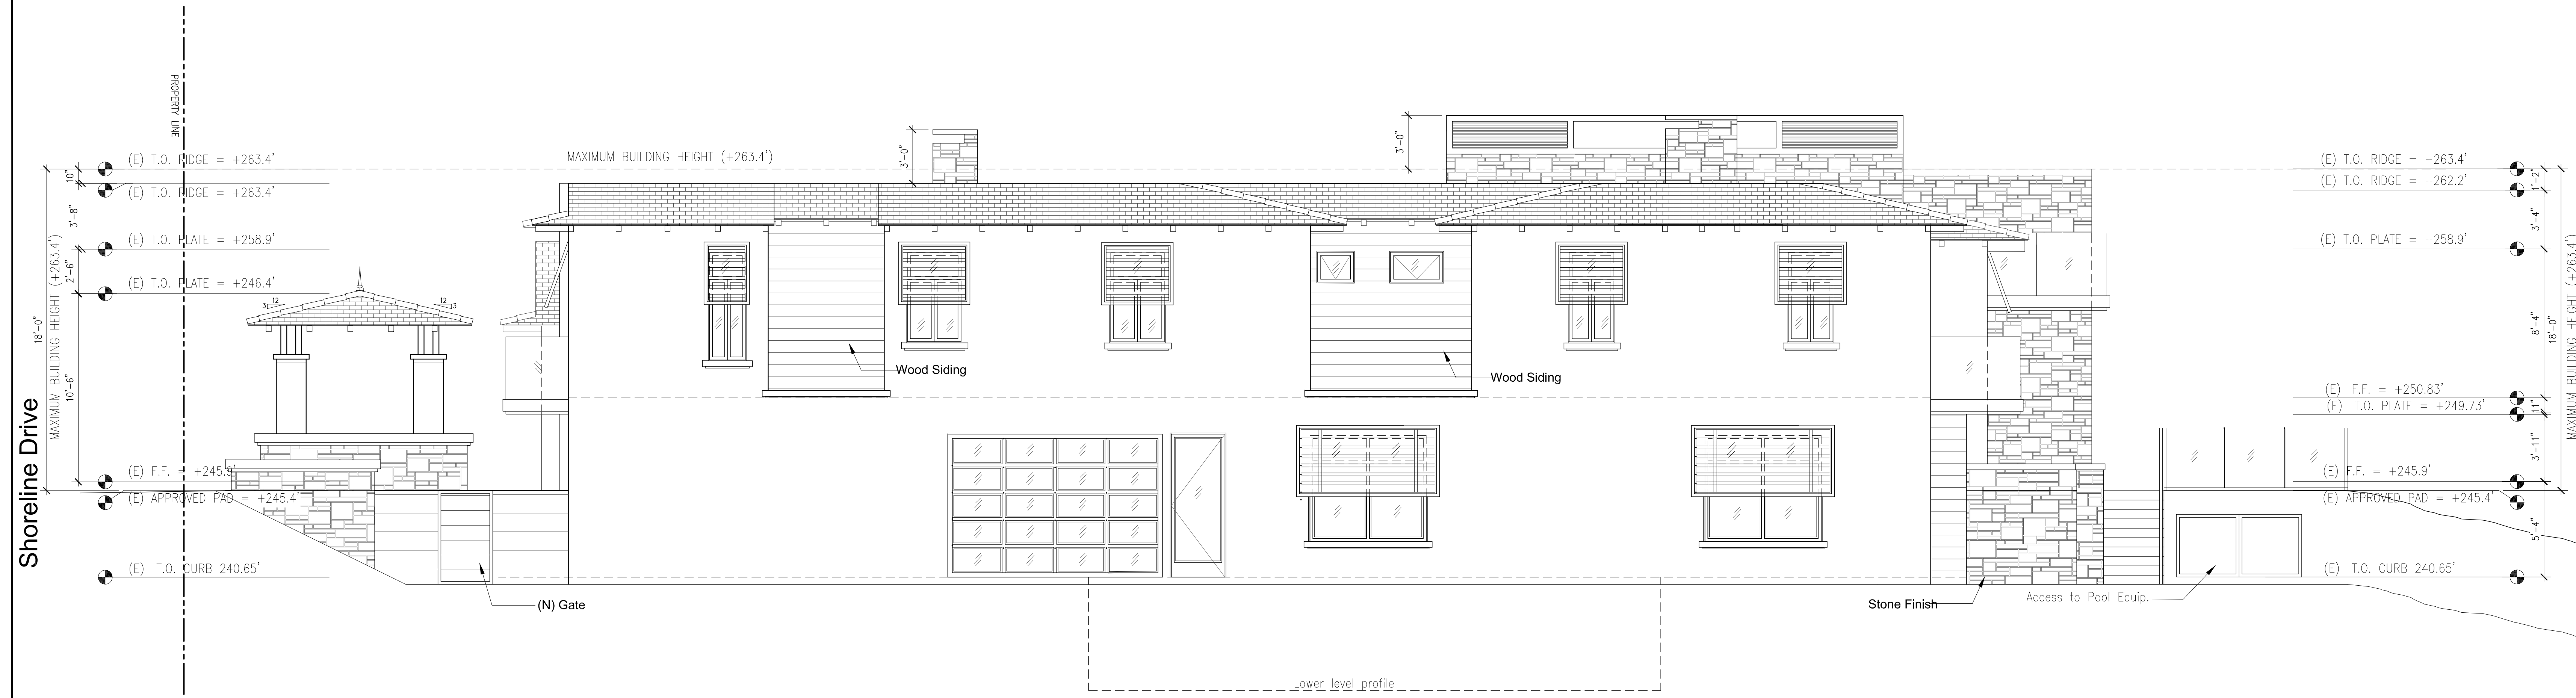 Shoreline Drive
PROPERTY LINE
MAXIMUM BUILDING HEIGHT (+263.4')
18'-0"
10"
3'-8"
2'-6"
10'-6"
(E) T.O. RIDGE = +263.4'
(E) T.O. RIDGE = +263.4'
(E) T.O. PLATE = +258.9'
(E) T.O. PLATE = +246.4'
(E) F.F. = +245.9'
(E) APPROVED PAD = +245.4'
(E) T.O. CURB 240.65'
12
3
12
3
MAXIMUM BUILDING HEIGHT (+263.4')
3'-0"
3'-0"
Wood Siding
Wood Siding
(N) Gate
Stone Finish
Access to Pool Equip.
Lower level profile
(E) T.O. RIDGE = +263.4'
(E) T.O. RIDGE = +262.2'
(E) T.O. PLATE = +258.9'
(E) F.F. = +250.83'
(E) T.O. PLATE = +249.73'
(E) F.F. = +245.9'
(E) APPROVED PAD = +245.4'
(E) T.O. CURB 240.65'
1'-2"
3'-4"
8'-4"
11"
3'-11"
5'-4"
18'-0"
MAXIMUM BUILDING HEIGHT (+263.4')